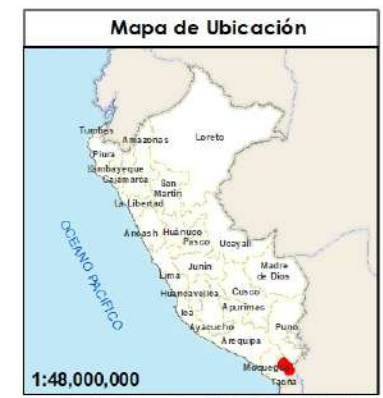 Mapa de Ubicación
Tumbes
Amazonas
Loreto
Piura
Lambayeque
Cajamarca
San
Martín
La Libertad
Ancash
Huánuco
Pasco
Ucayali
OCEANO PACÍFICO
Junín
Madre
de Dios
Lima
Huancavelica
Cusco
Ica
Apurímac
Ayacucho
Puno
Arequipa
Moquegua
Tacna
1:48,000,000